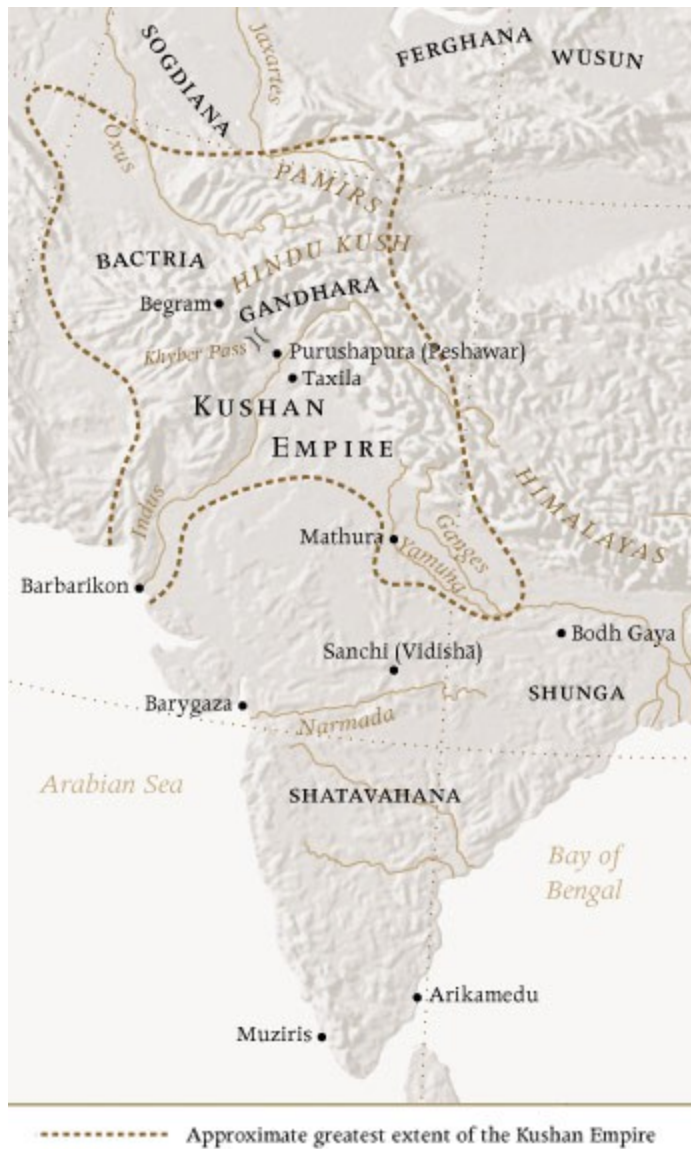 SOGDIANA
Jaxartes
FERGHANA
WUSUN
Oxus
PAMIRS
BACTRIA
HINDU KUSH
Begram
GANDHARA
Khyber Pass
Purushapura (Peshawar)
Taxila
KUSHAN
EMPIRE
Indus
HIMALAYAS
Mathura
Ganges
Yamuna
Barbarikon
Bodh Gaya
Sanchi (Vidishā)
SHUNGA
Barygaza
Narmada
Arabian Sea
SHATAVAHANA
Bay of
Bengal
Arikamedu
Muziris
Approximate greatest extent of the Kushan Empire